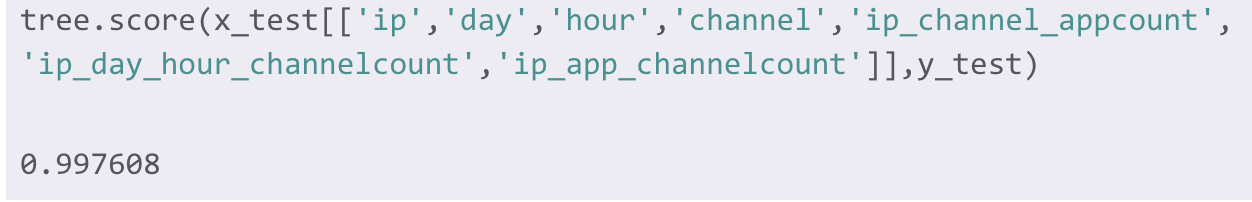 tree.score(x_test[['ip','day','hour','channel','ip_channel_appcount',
'ip_day_hour_channelcount','ip_app_channelcount']],y_test)
0.997608